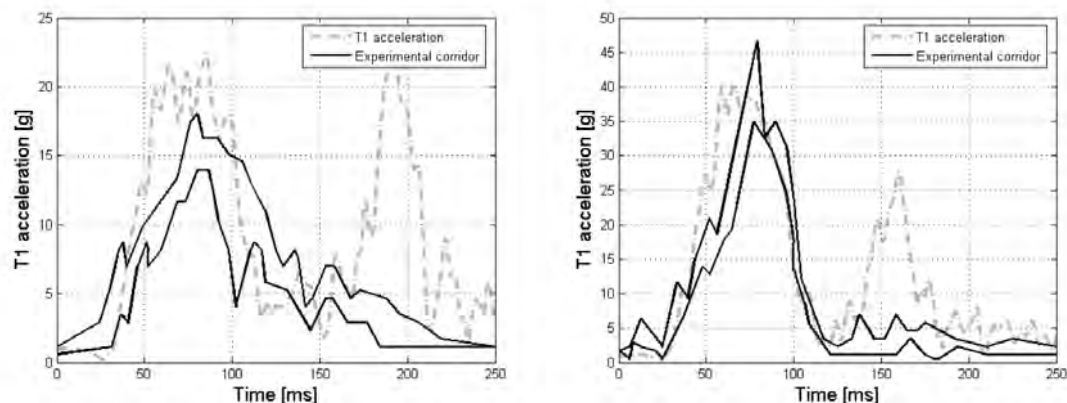 25
20
15
10
5
0
T1 acceleration [g]
T1 acceleration
Experimental corridor
0 50 100 150 200 250
Time [ms]
50
45
40
35
30
25
20
15
10
5
0
T1 acceleration [g]
T1 acceleration
Experimental corridor
0 50 100 150 200 250
Time [ms]